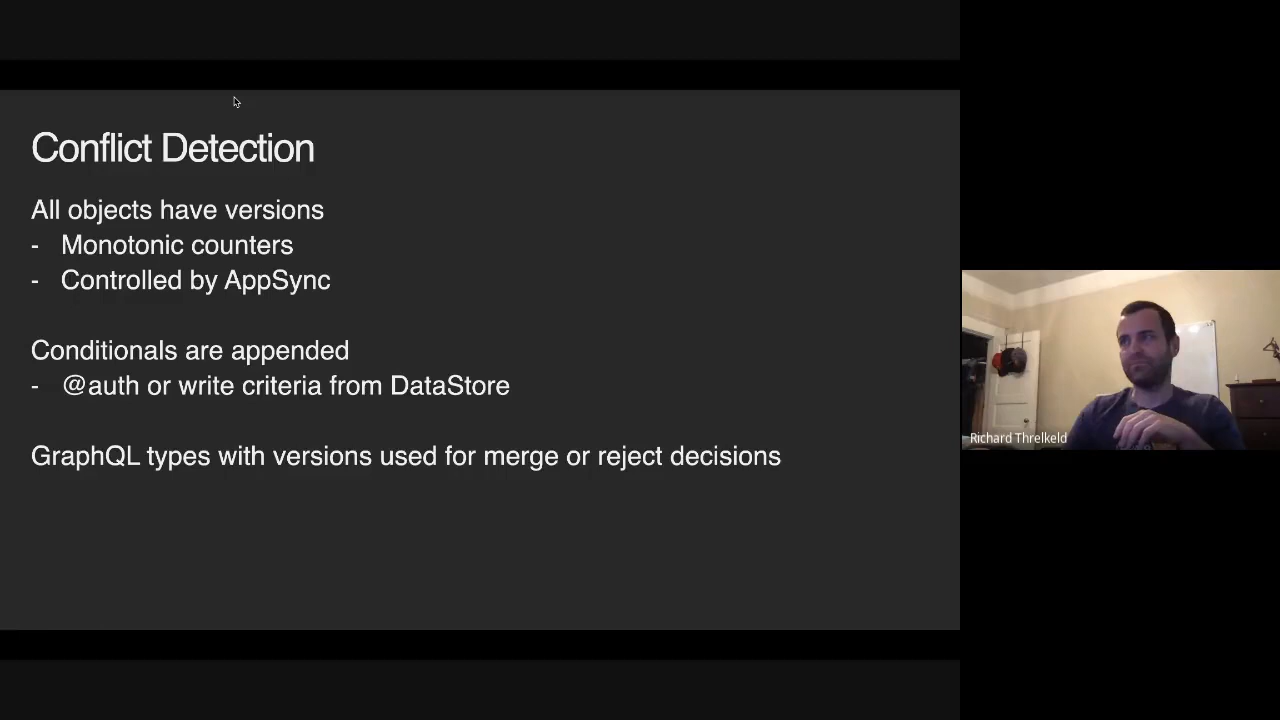 Conflict Detection
All objects have versions
- Monotonic counters
- Controlled by AppSync
Conditionals are appended
- @auth or write criteria from DataStore
GraphQL types with versions used for merge or reject decisions
Richard Threlkeld